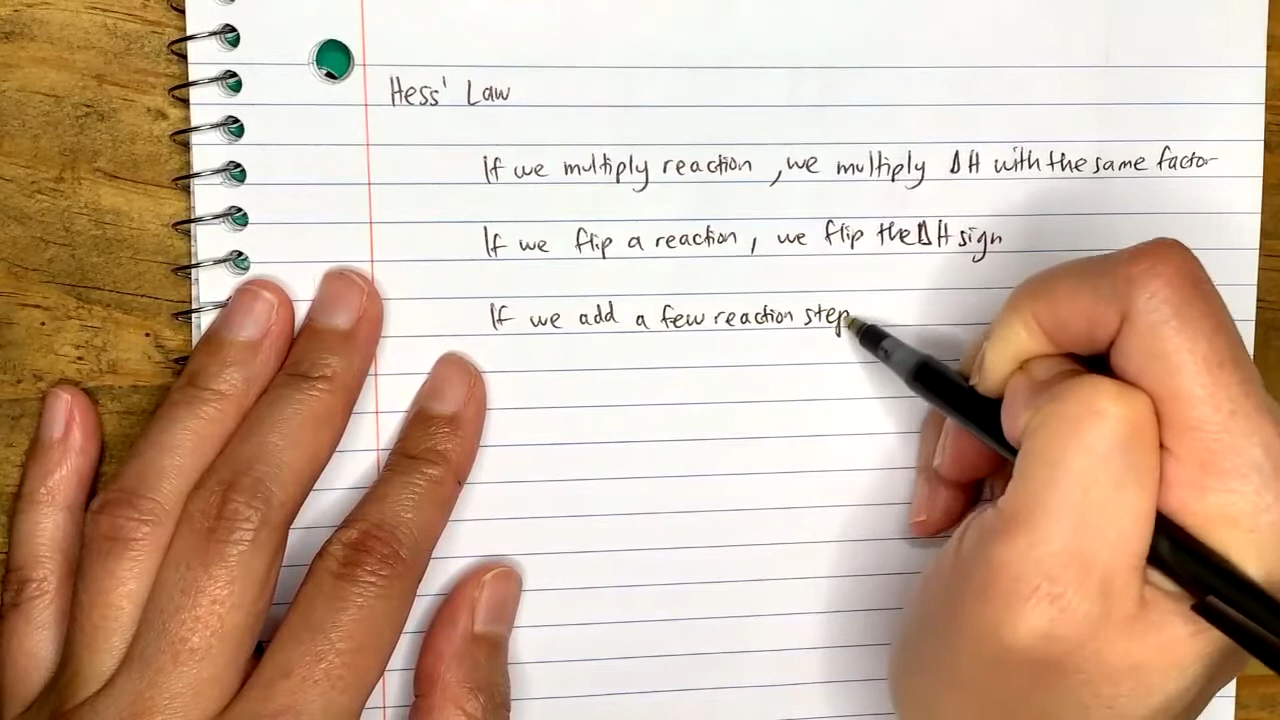 Hess' Law
If we multiply reaction, we multiply ΔH with the same factor
If we flip a reaction, we flip the ΔH sign
If we add a few reaction step